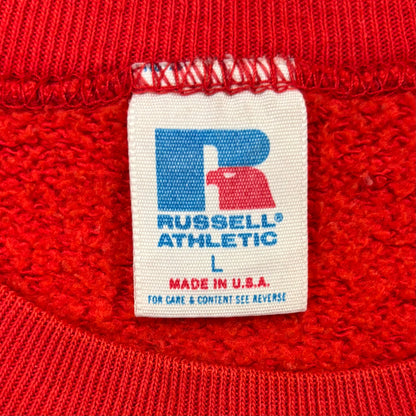 R
RUSSELL®
ATHLETIC
L
MADE IN U.S.A.
FOR CARE & CONTENT SEE REVERSE